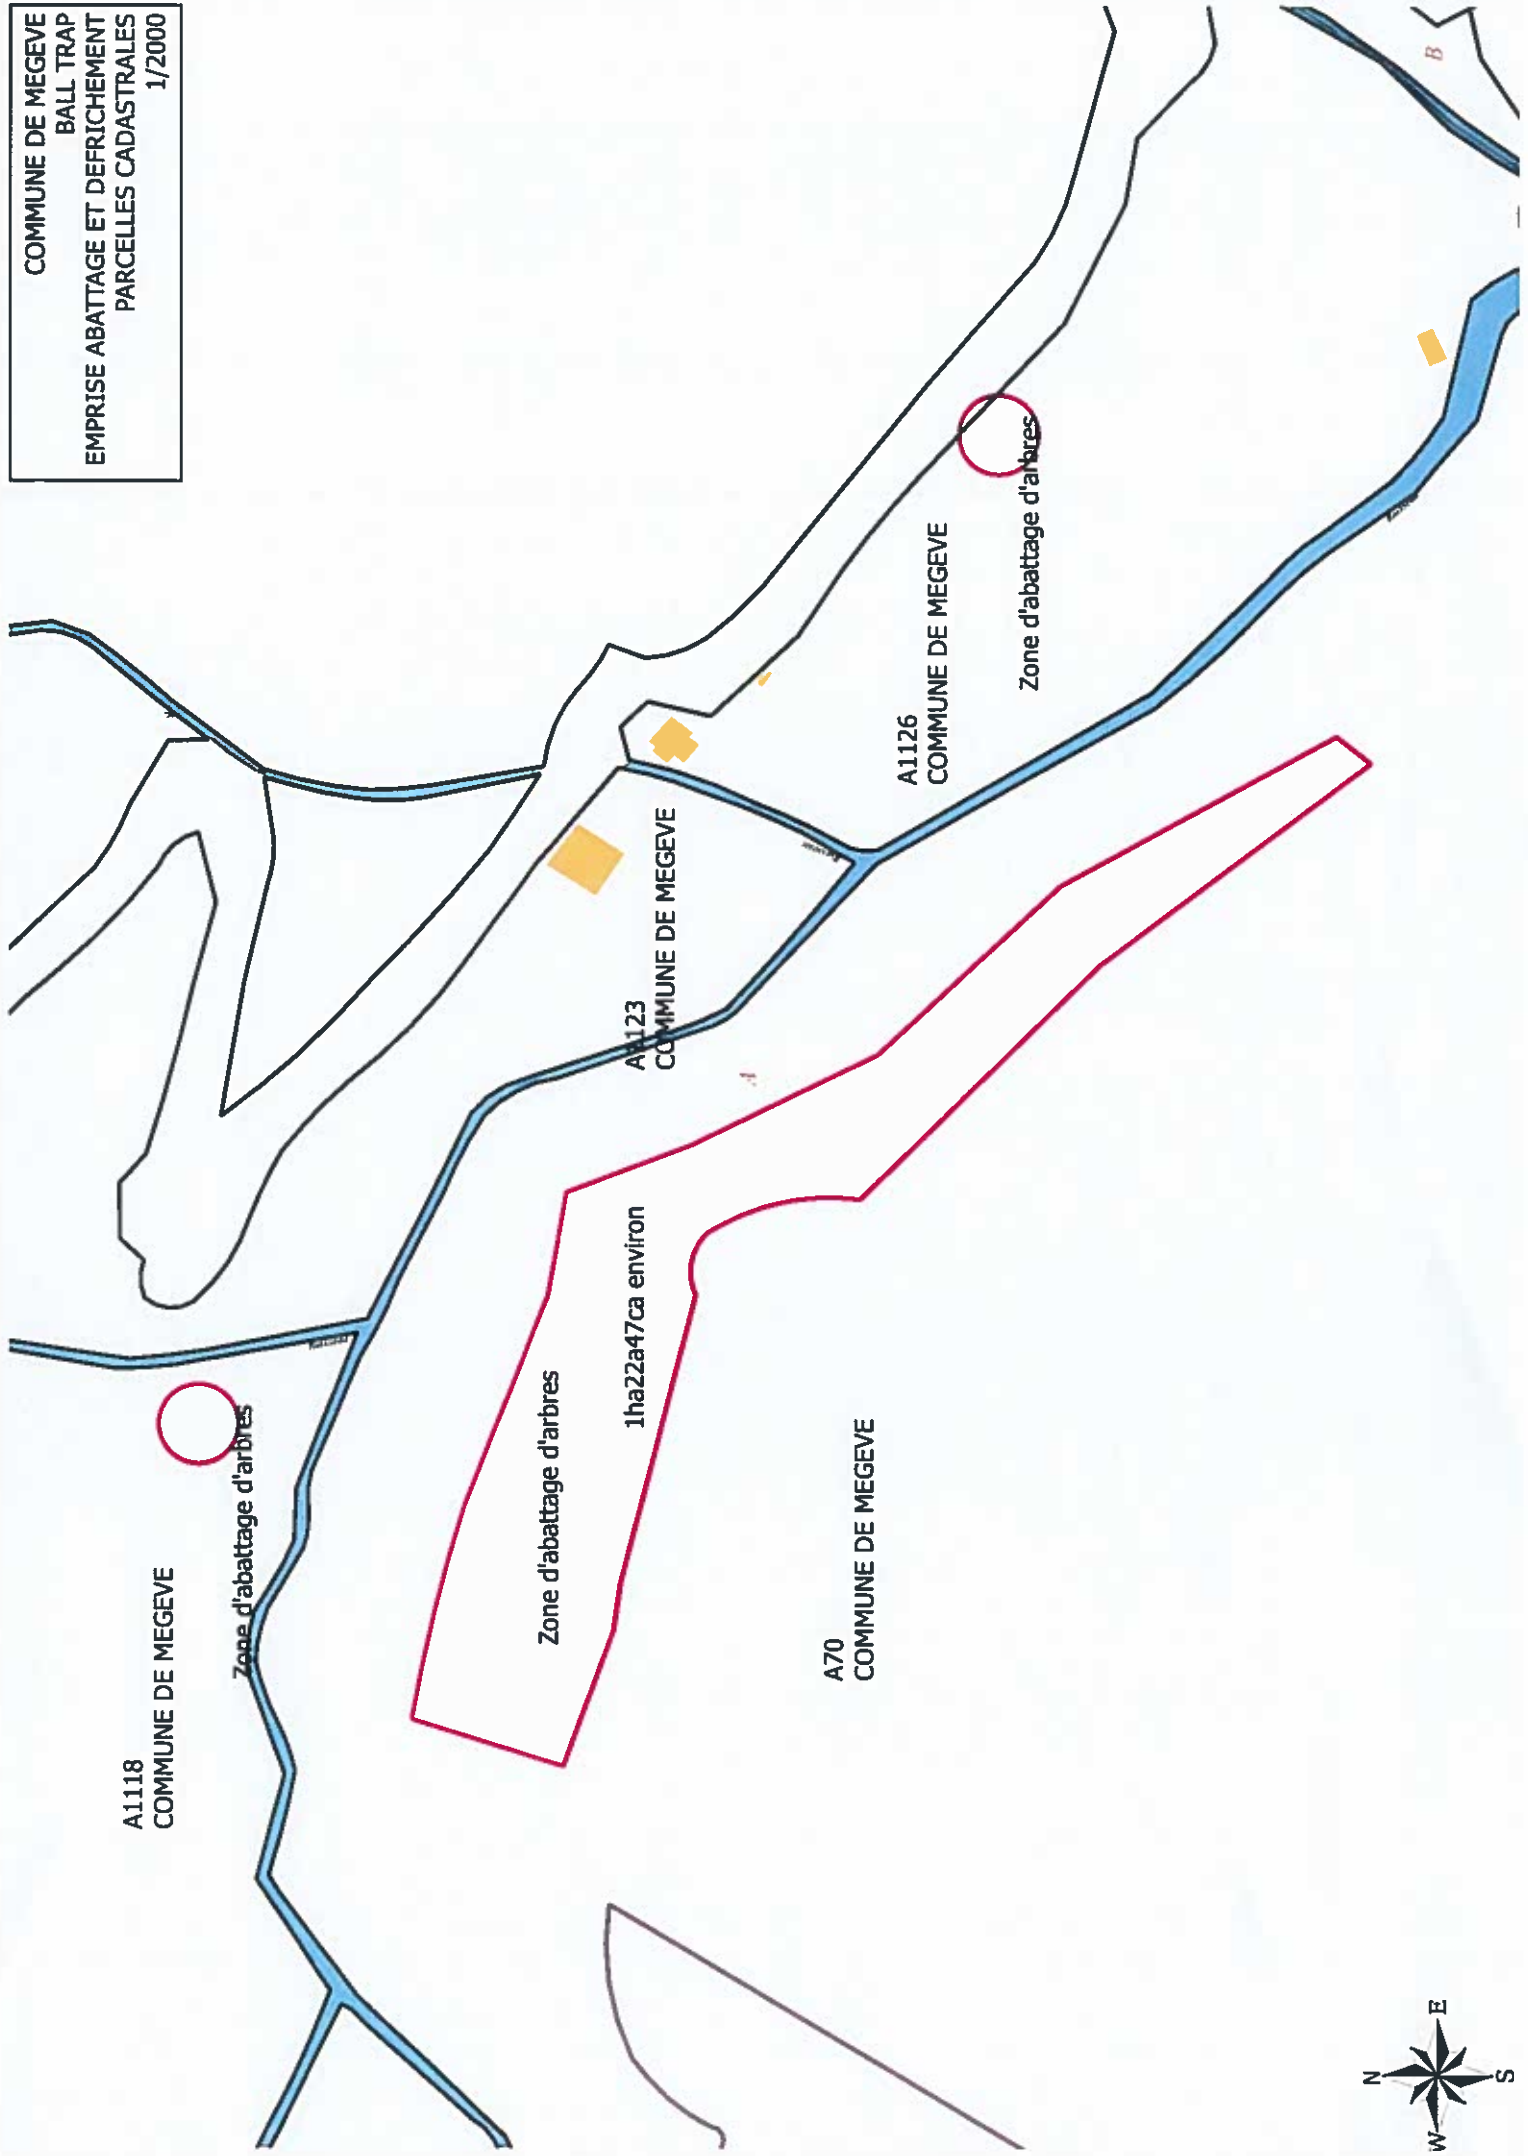 COMMUNE DE MEGEVE
BALL TRAP
EMPRISE ABATTAGE ET DEFRICHEMENT
PARCELLES CADASTRALES
1/2000
A1118
COMMUNE DE MEGEVE
Zone d'abattage d'arbres
Zone d'abattage d'arbres
1ha22a47ca environ
COMMUNE DE MEGEVE
A
A70
COMMUNE DE MEGEVE
A1126
COMMUNE DE MEGEVE
Zone d'abattage d'arbres
B
N
E
S
W